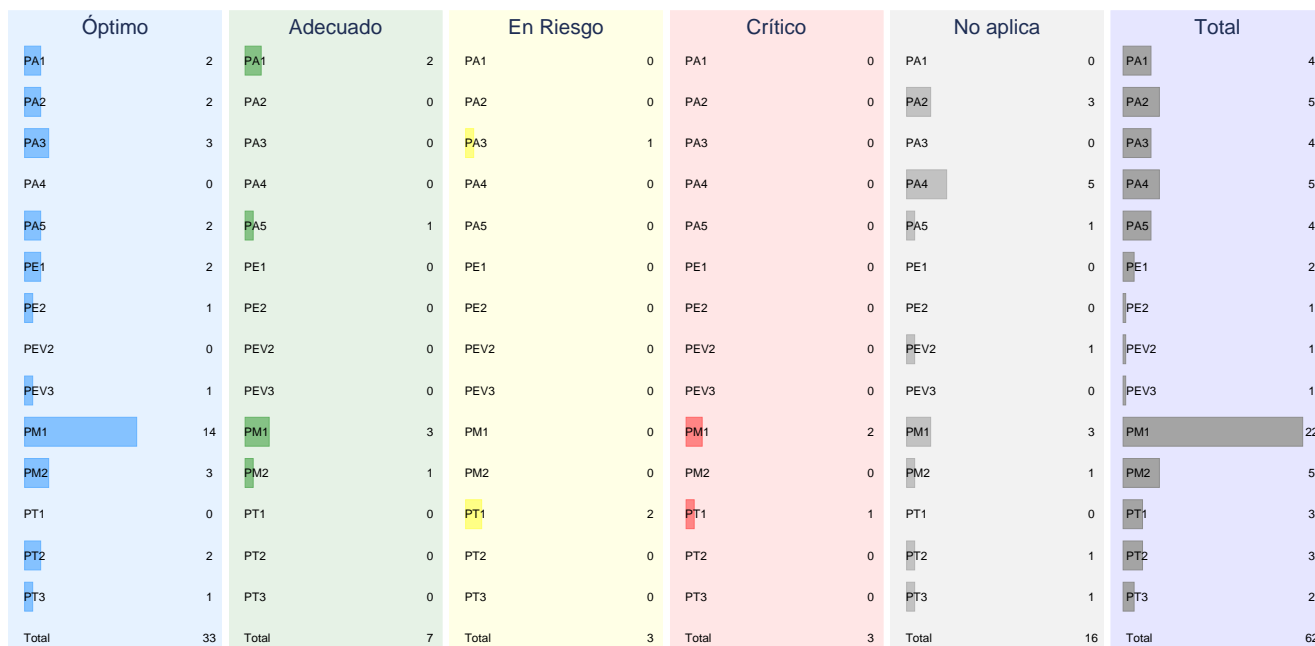 Óptimo Adecuado En Riesgo Crítico No aplica Total
PA1 2 PA1 2 PA1 0 PA1 0 PA1 0 PA1 4
PA2 2 PA2 0 PA2 0 PA2 0 PA2 3 PA2 5
PA3 3 PA3 0 PA3 1 PA3 0 PA3 0 PA3 4
PA4 0 PA4 0 PA4 0 PA4 0 PA4 5 PA4 5
PA5 2 PA5 1 PA5 0 PA5 0 PA5 1 PA5 4
PE1 2 PE1 0 PE1 0 PE1 0 PE1 0 PE1 2
PE2 1 PE2 0 PE2 0 PE2 0 PE2 0 PE2 1
PEV2 0 PEV2 0 PEV2 0 PEV2 0 PEV2 1 PEV2 1
PEV3 1 PEV3 0 PEV3 0 PEV3 0 PEV3 0 PEV3 1
PM1 14 PM1 3 PM1 0 PM1 2 PM1 3 PM1 22
PM2 3 PM2 1 PM2 0 PM2 0 PM2 1 PM2 5
PT1 0 PT1 0 PT1 2 PT1 1 PT1 0 PT1 3
PT2 2 PT2 0 PT2 0 PT2 0 PT2 1 PT2 3
PT3 1 PT3 0 PT3 0 PT3 0 PT3 1 PT3 2
Total 33 Total 7 Total 3 Total 3 Total 16 Total 62